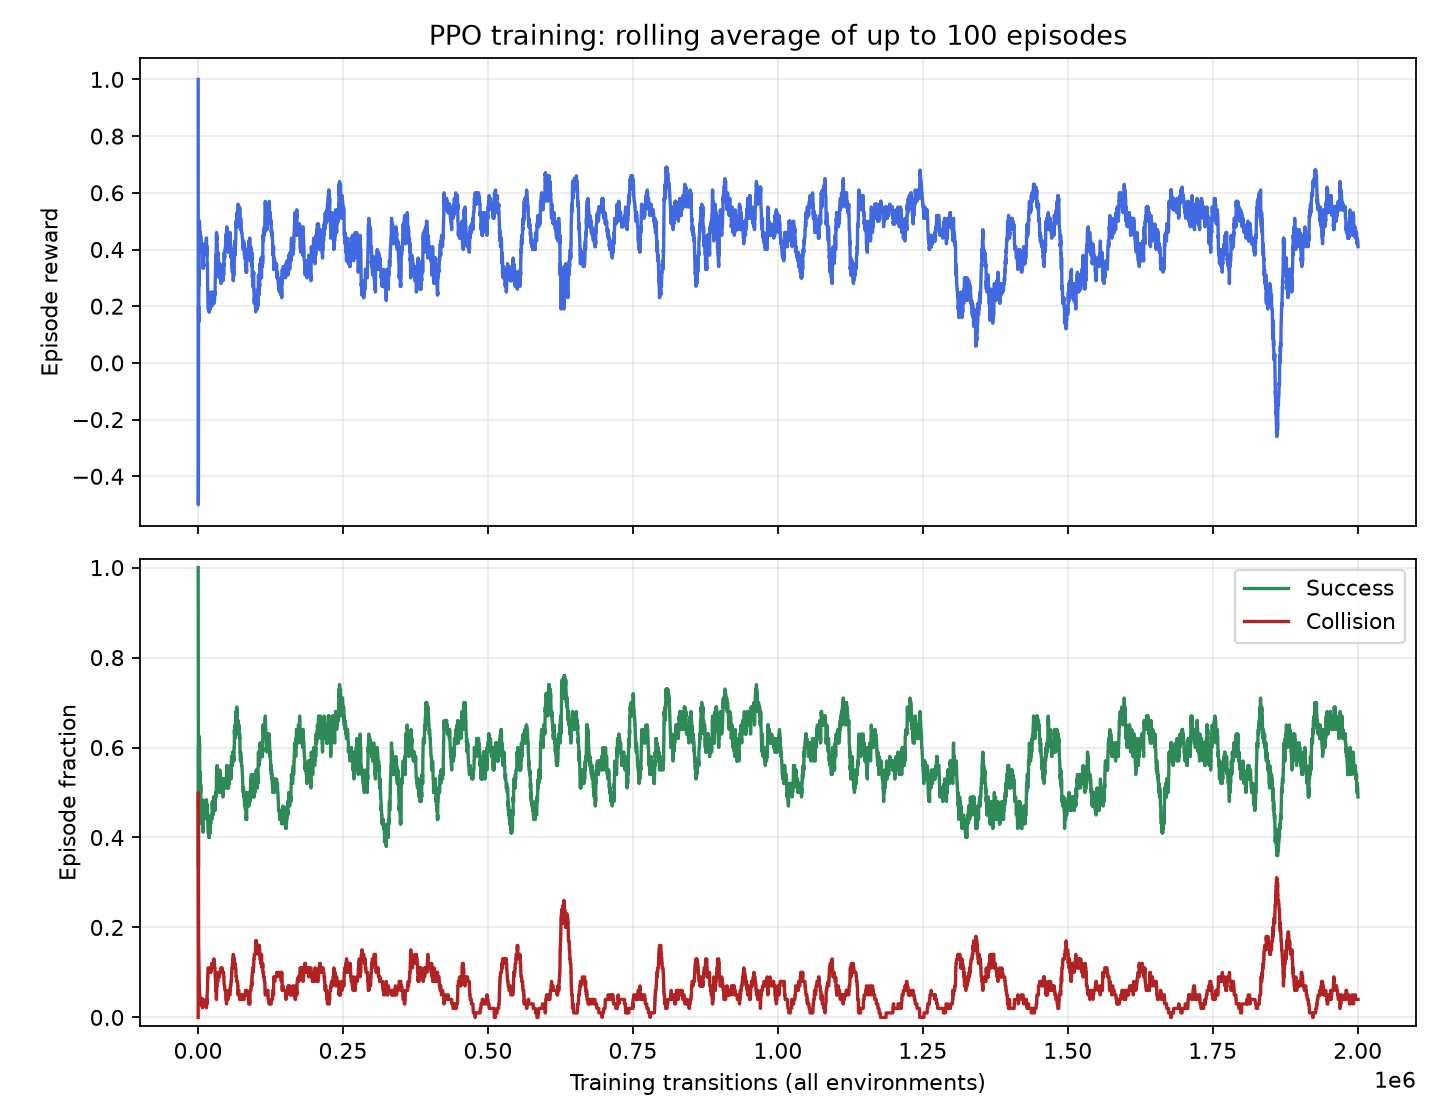 PPO training: rolling average of up to 100 episodes
1.0
0.8
0.6
0.4
0.2
0.0
−0.2
−0.4
Episode reward
1.0
0.8
0.6
0.4
0.2
0.0
Episode fraction
Success
Collision
0.00 0.25 0.50 0.75 1.00 1.25 1.50 1.75 2.00
1e6
Training transitions (all environments)